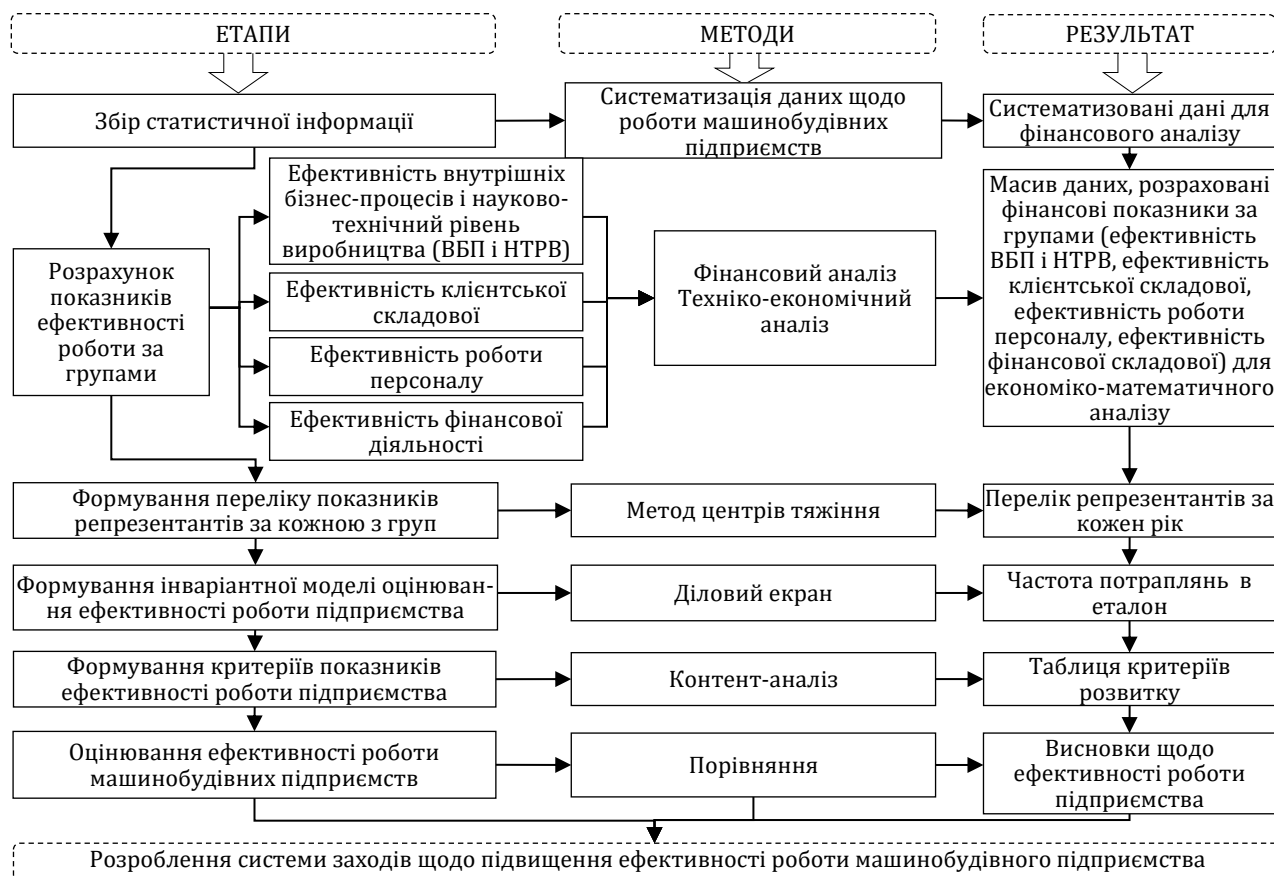 ЕТАПИ
МЕТОДИ
РЕЗУЛЬТАТ
Збір статистичної інформації
Систематизація даних щодо
роботи машинобудівних
підприємств
Систематизовані дані для
фінансового аналізу
Розрахунок
показників
ефективності
роботи за
групами
Ефективність внутрішніх
бізнес-процесів і науково-
технічний рівень
виробництва (ВБП і НТРВ)
Ефективність клієнтської
складової
Ефективність роботи
персоналу
Ефективність фінансової
діяльності
Фінансовий аналіз
Техніко-економічний
аналіз
Масив даних, розраховані
фінансові показники за
групами (ефективність
ВБП і НТРВ, ефективність
клієнтської складової,
ефективність роботи
персоналу, ефективність
фінансової складової) для
економіко-математичного
аналізу
Формування переліку показників
репрезентантів за кожною з груп
Метод центрів тяжіння
Перелік репрезентантів за
кожен рік
Формування інваріантної моделі оцінюван-
ня ефективності роботи підприємства
Діловий екран
Частота потраплянь в
еталон
Формування критеріїв показників
ефективності роботи підприємства
Контент-аналіз
Таблиця критеріїв
розвитку
Оцінювання ефективності роботи
машинобудівних підприємств
Порівняння
Висновки щодо
ефективності роботи
підприємства
Розроблення системи заходів щодо підвищення ефективності роботи машинобудівного підприємства